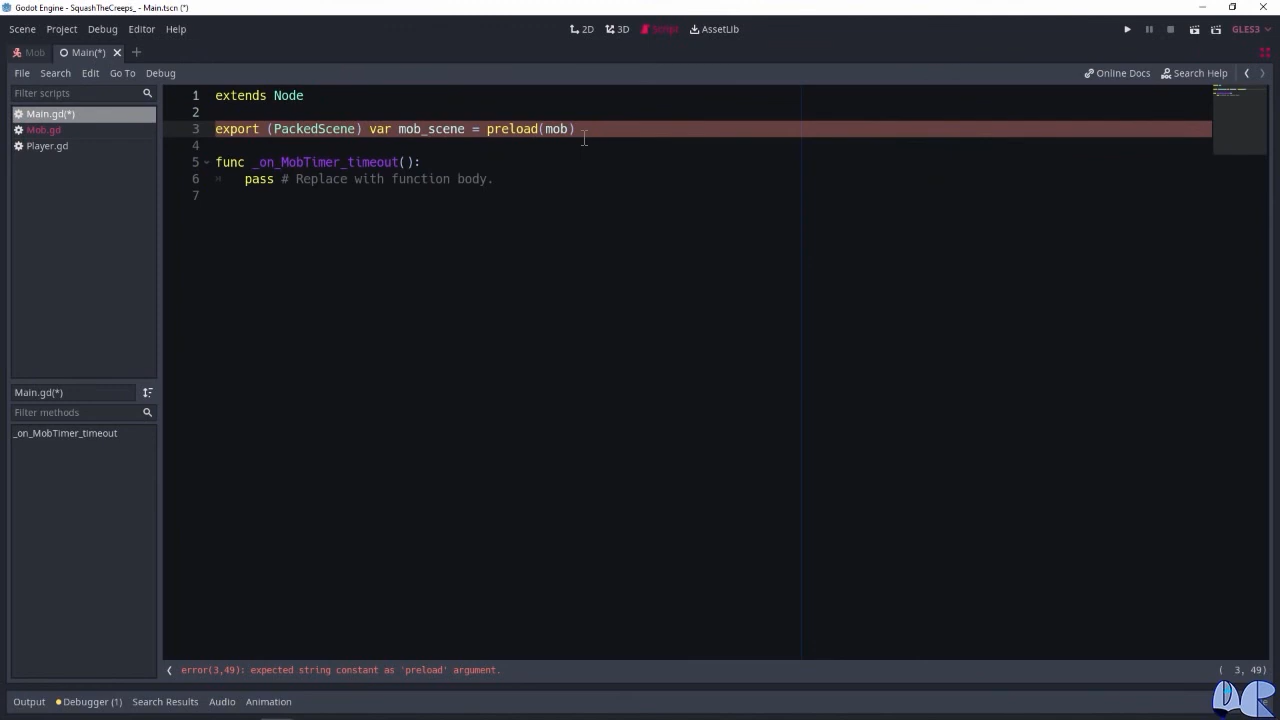 Godot Engine - SquashTheCreeps_ - Main.tscn (*)
Scene Project Debug Editor Help 2D 3D Script AssetLib GLES3
Mob Main(*)
File Search Edit Go To Debug Online Docs Search Help
Filter scripts
Main.gd(*)
Mob.gd
Player.gd
Main.gd(*)
Filter methods
_on_MobTimer_timeout
1 extends Node
2
3 export (PackedScene) var mob_scene = preload(mob)
4
5 func _on_MobTimer_timeout():
6 pass # Replace with function body.
7
error(3,49): expected string constant as 'preload' argument. ( 3, 49)
Output Debugger (1) Search Results Audio Animation